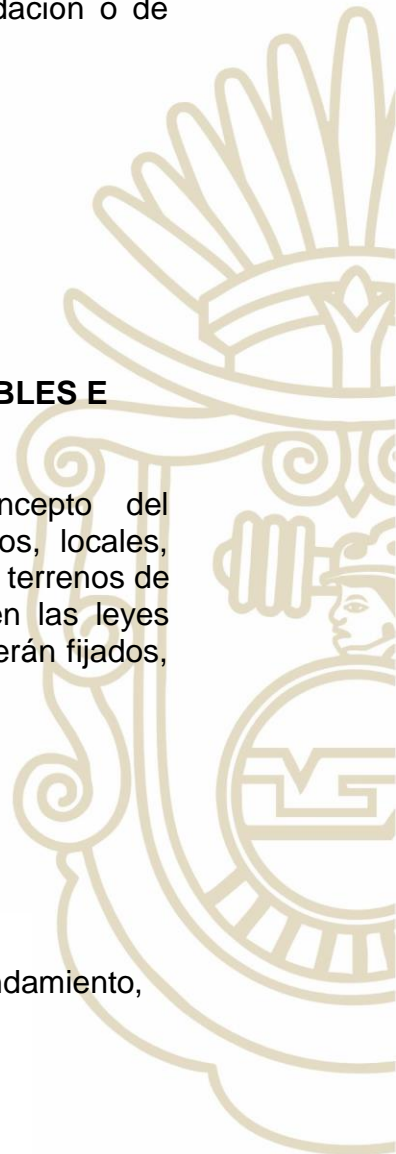 dación o de
BLES E
ncepto del
os, locales,
terrenos de
en las leyes
erán fijados,
ndamiento,